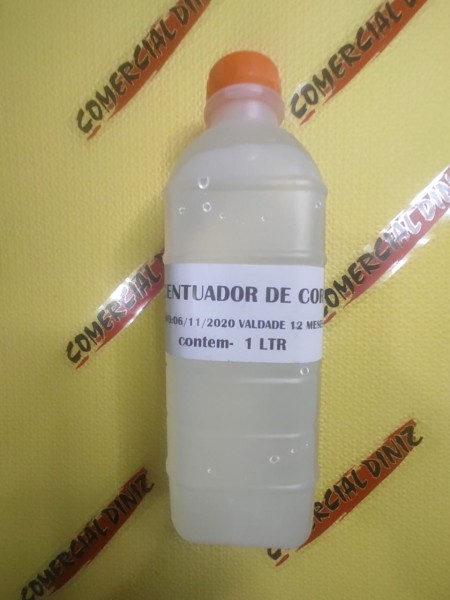 COMERCIAL DINIZ
COMERCIAL DINIZ
COMERCIAL DINIZ
COMERCIAL DINIZ
ENTUADOR DE COR
06/11/2020 VALDADE 12 MESE
contem- 1 LTR
COMERCIAL DINIZ
COMERCIAL DINIZ